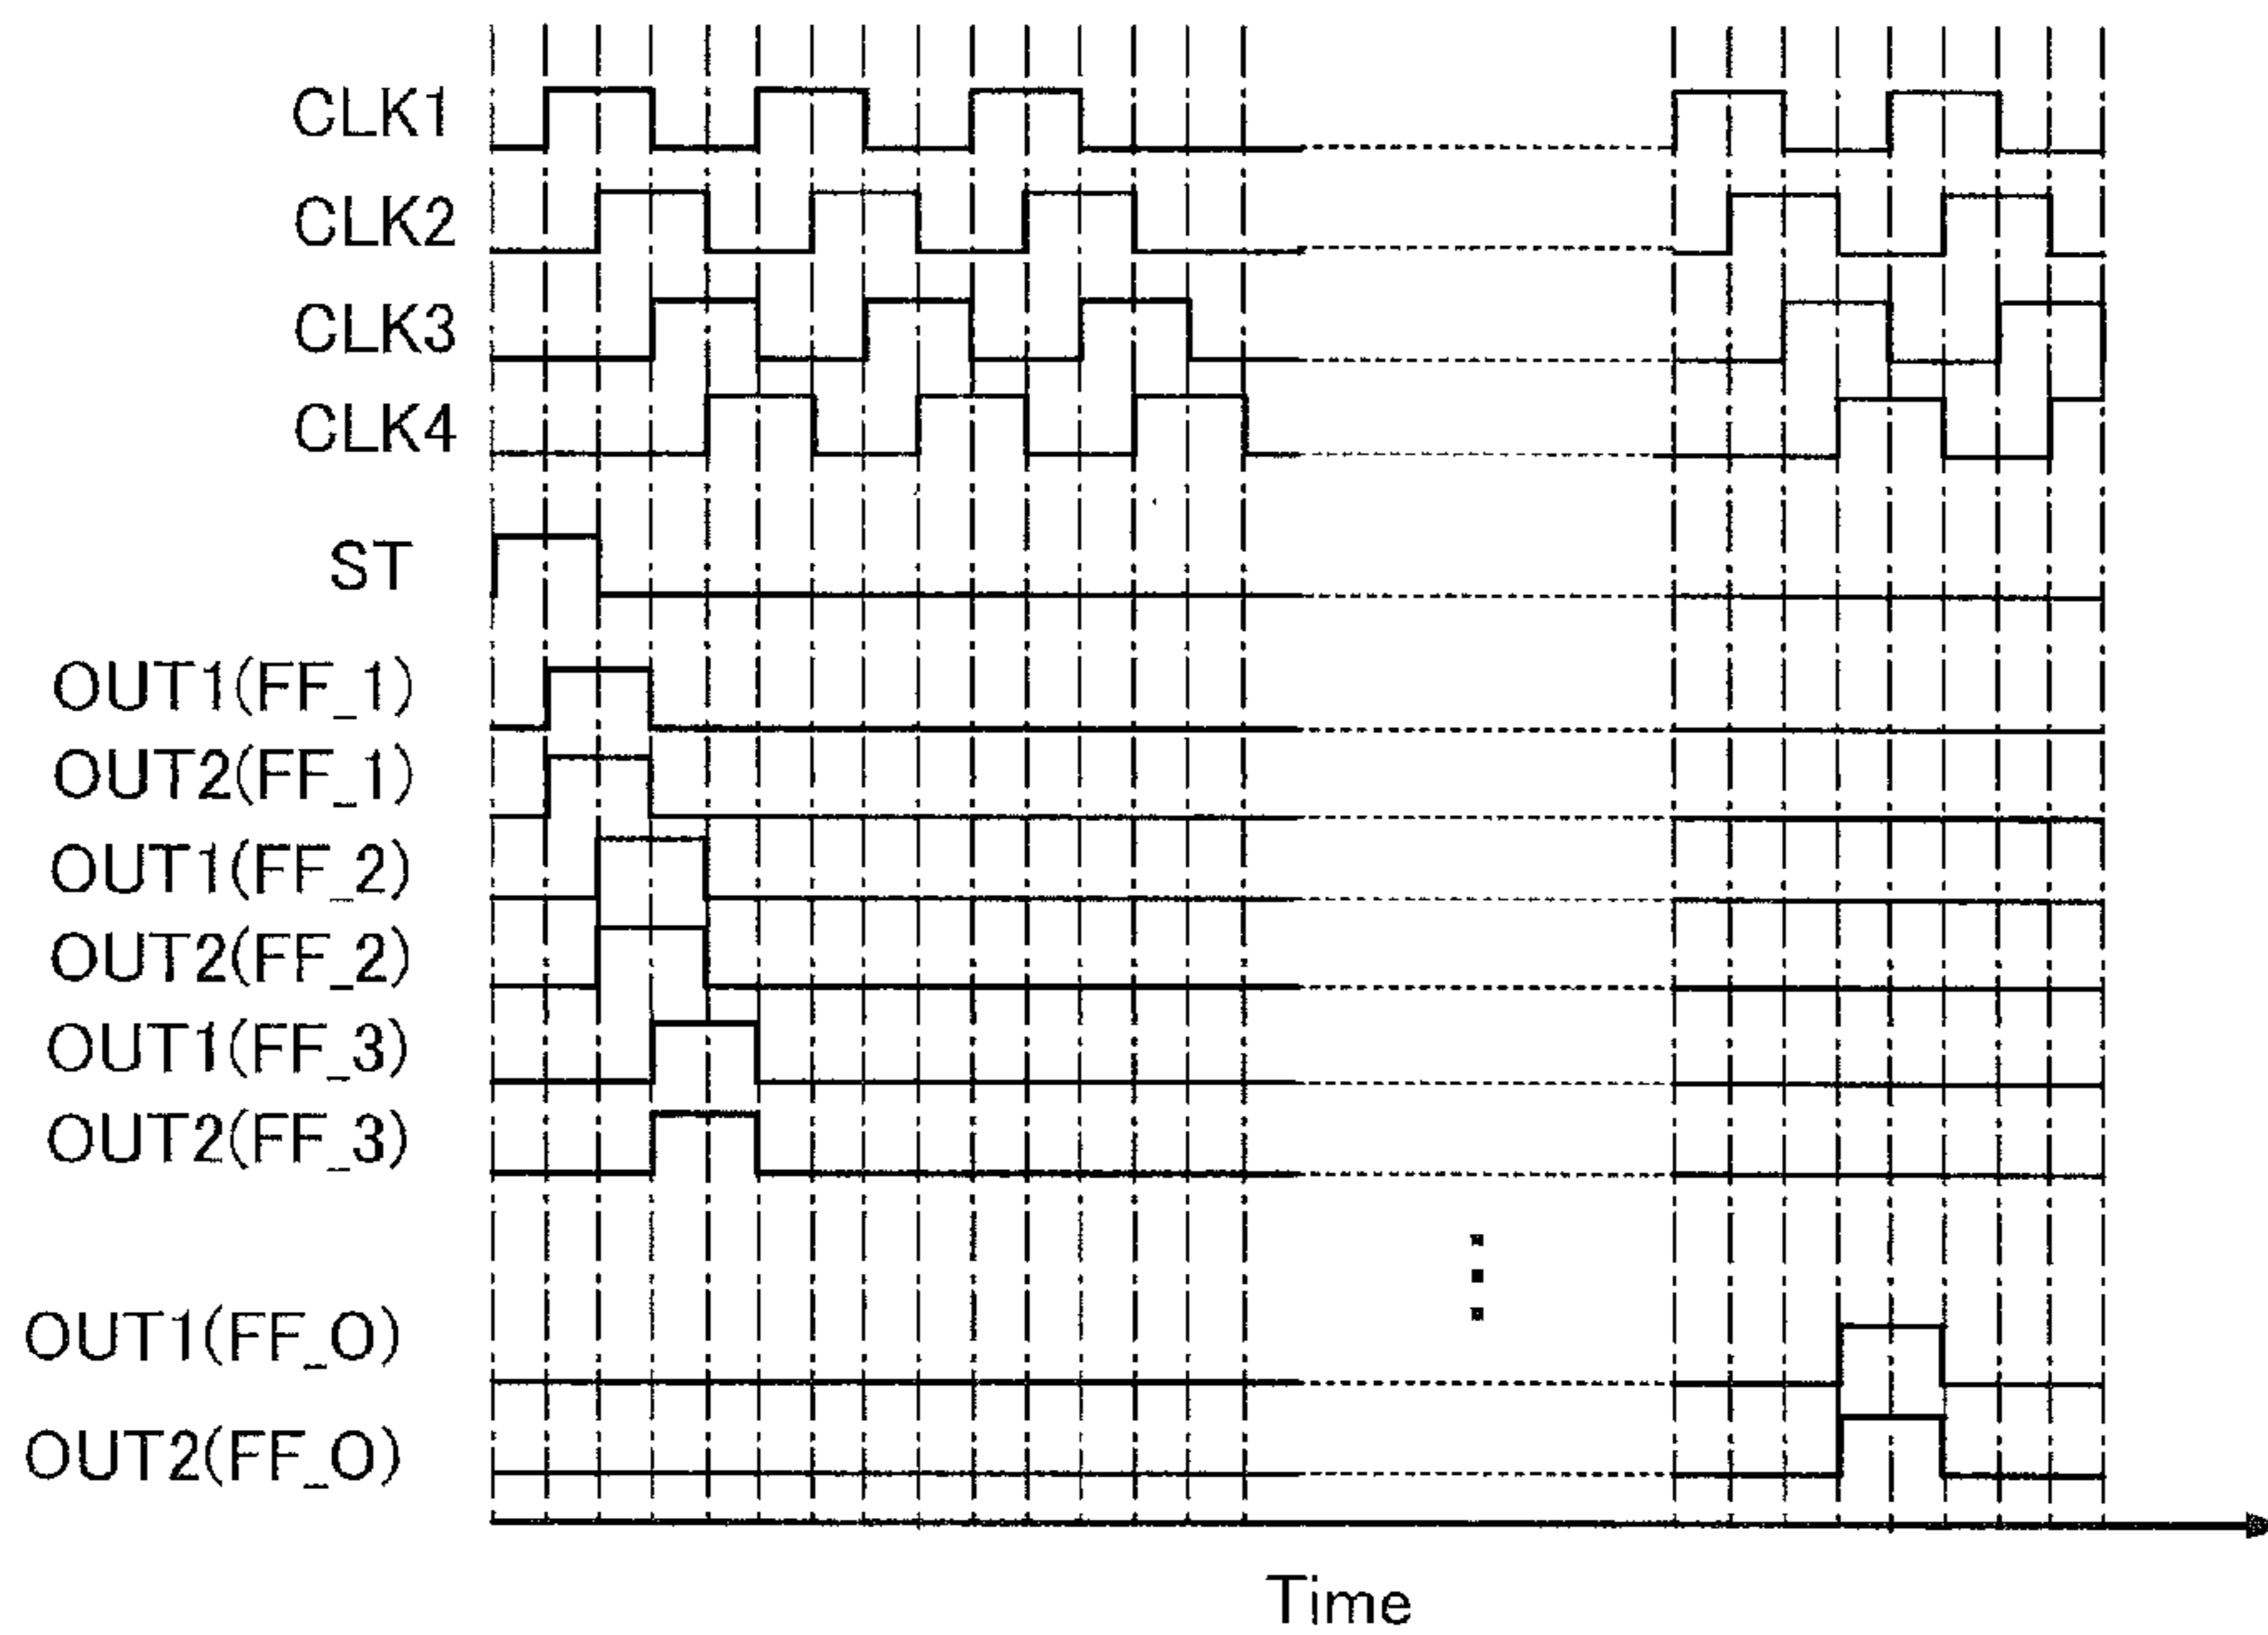 CLK1
CLK2
CLK3
CLK4
ST
OUT1(FF_1)
OUT2(FF_1)
OUT1(FF_2)
OUT2(FF_2)
OUT1(FF_3)
OUT2(FF_3)
OUT1(FF_O)
OUT2(FF_O)
Time